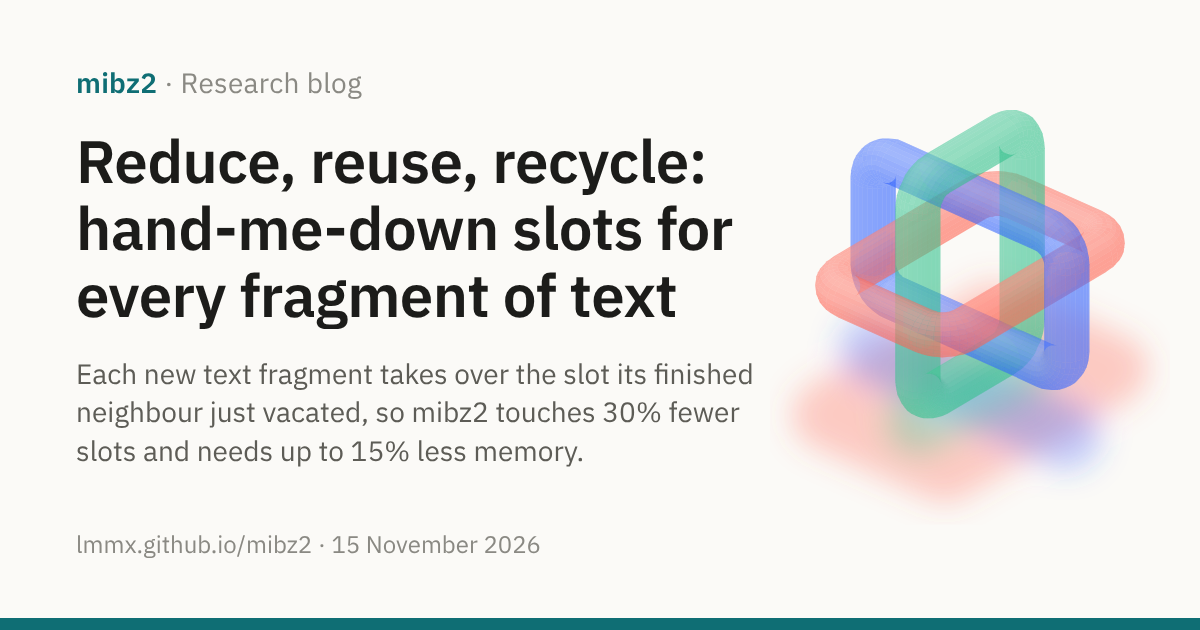 mibz2 · Research blog
Reduce, reuse, recycle:
hand-me-down slots for
every fragment of text
Each new text fragment takes over the slot its finished
neighbour just vacated, so mibz2 touches 30% fewer
slots and needs up to 15% less memory.
lmmx.github.io/mibz2 · 15 November 2026